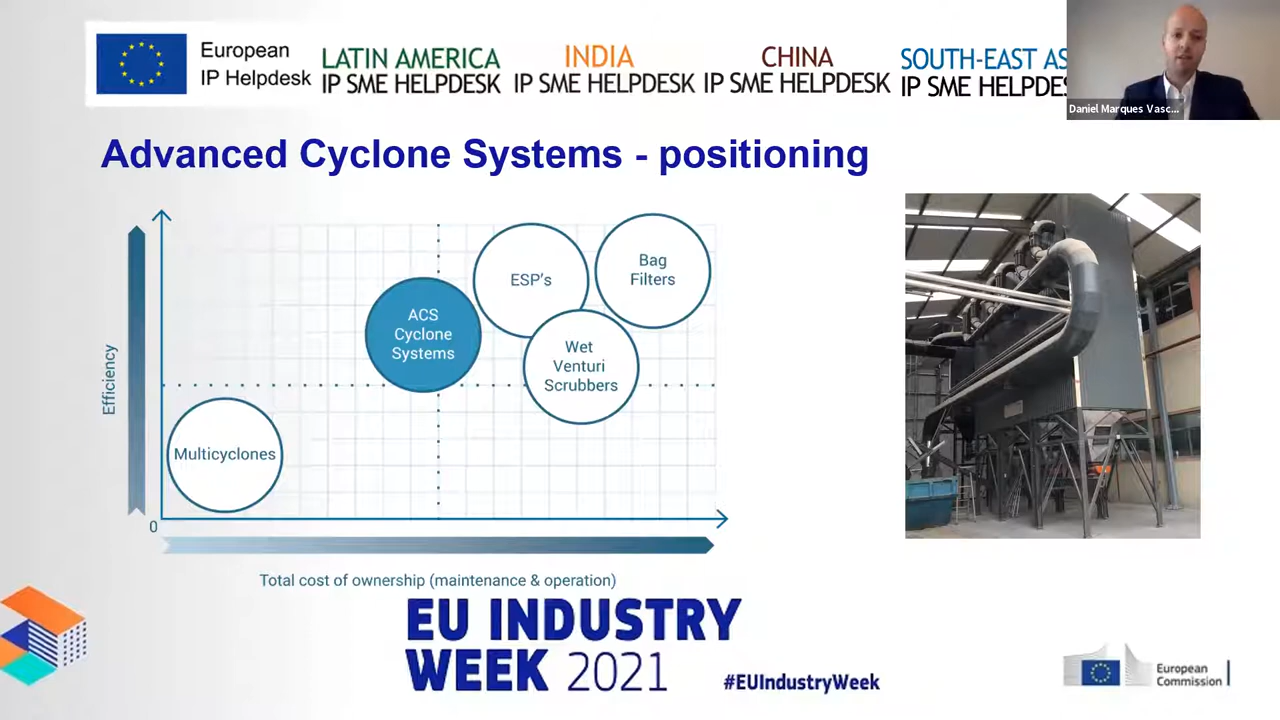 European
IP Helpdesk
LATIN AMERICA
IP SME HELPDESK
INDIA
IP SME HELPDESK
CHINA
IP SME HELPDESK
SOUTH-EAST AS
IP SME HELPDES
Daniel Marques Vasc...
Advanced Cyclone Systems - positioning
Efficiency
ESP's
Bag
Filters
ACS
Cyclone
Systems
Wet
Venturi
Scrubbers
Multicyclones
0
Total cost of ownership (maintenance & operation)
EU INDUSTRY
WEEK 2021
#EUIndustryWeek
European
Commission